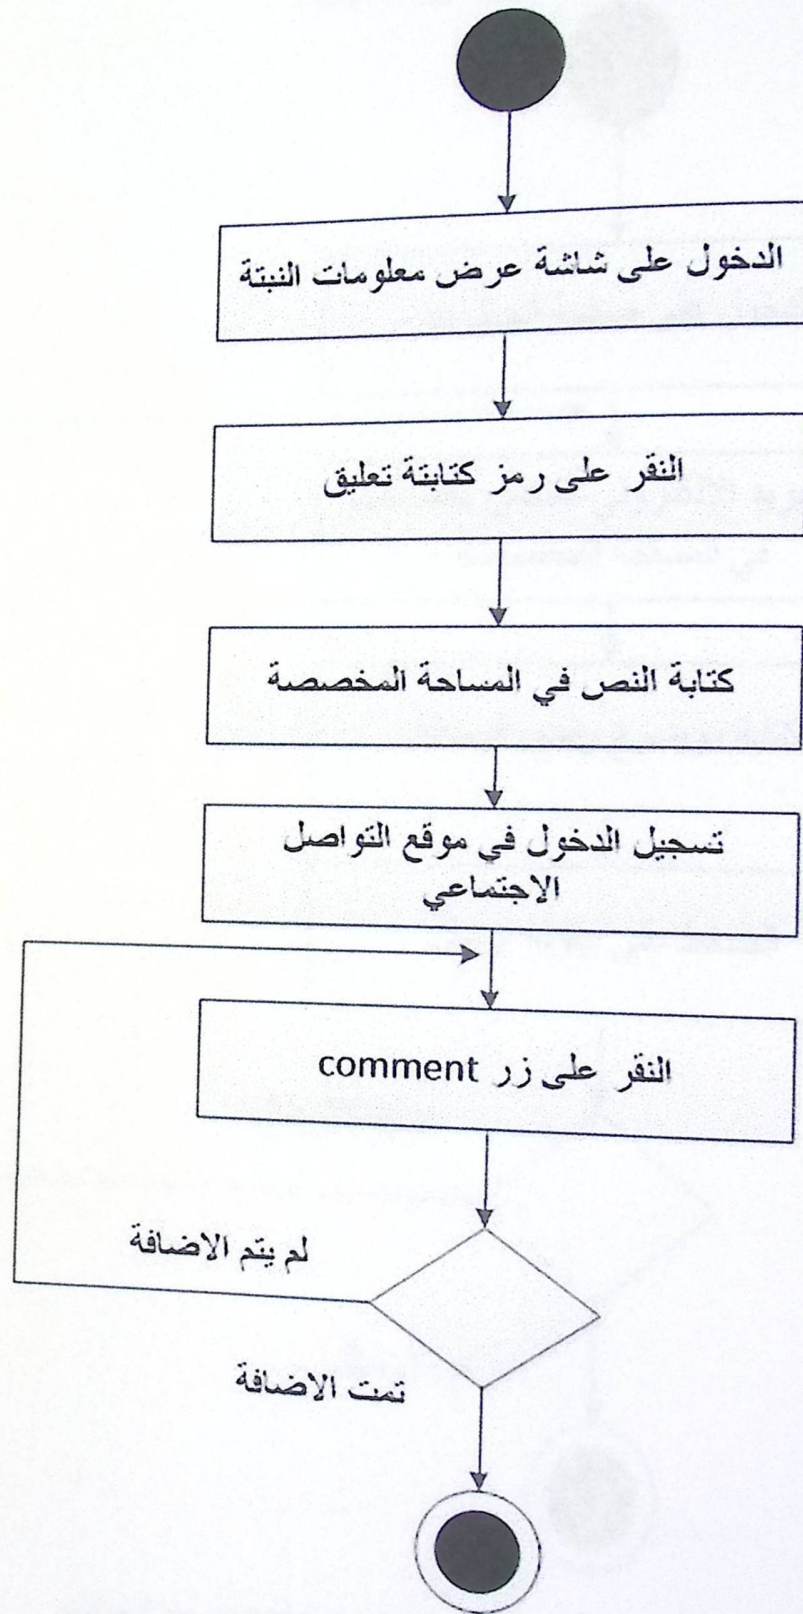 الدخول على شاشة عرض معلومات النبتة
النقر على رمز كتابتة تعليق
كتابة النص في المساحة المخصصة
تسجيل الدخول في موقع التواصل
الاجتماعي
النقر على زر comment
لم يتم الاضافة
تمت الاضافة